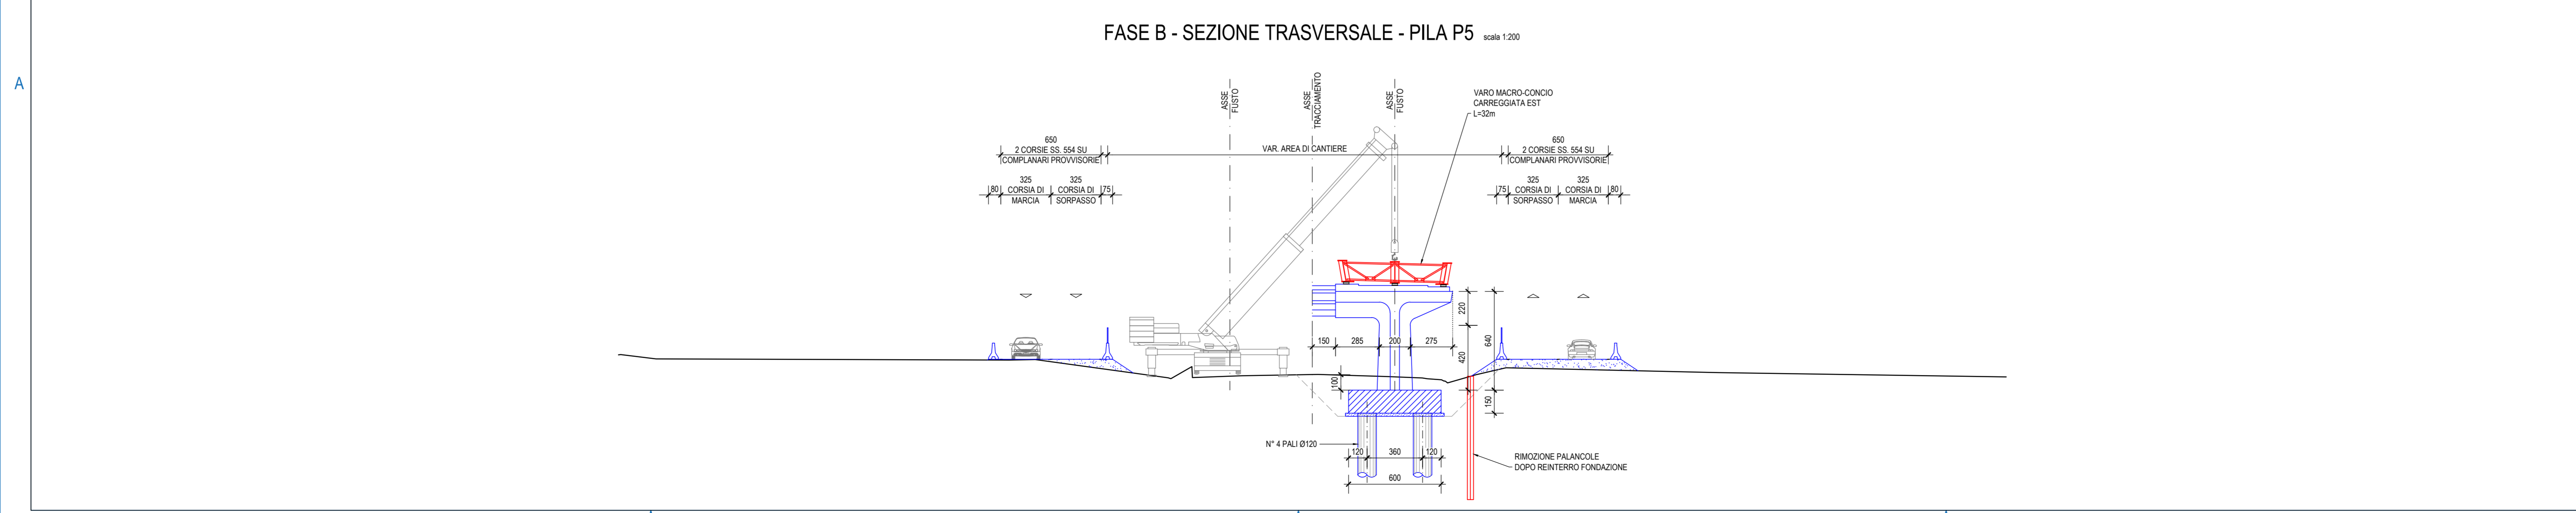 FASE B - SEZIONE TRASVERSALE - PILA P5 scala 1:200
A
ASSE
FUSTO
ASSE
TRACCIAMENTO
ASSE
FUSTO
VARO MACRO-CONCIO
CARREGGIATA EST
L=32m
650
2 CORSIE SS. 554 SU
COMPLANARI PROVVISORIE
VAR. AREA DI CANTIERE
650
2 CORSIE SS. 554 SU
COMPLANARI PROVVISORIE
80
325
CORSIA DI
MARCIA
325
CORSIA DI
SORPASSO
75
75
325
CORSIA DI
SORPASSO
325
CORSIA DI
MARCIA
80
220
640
420
150
285
200
275
100
150
N° 4 PALI Ø120
120
360
120
600
RIMOZIONE PALANCOLE
DOPO REINTERRO FONDAZIONE